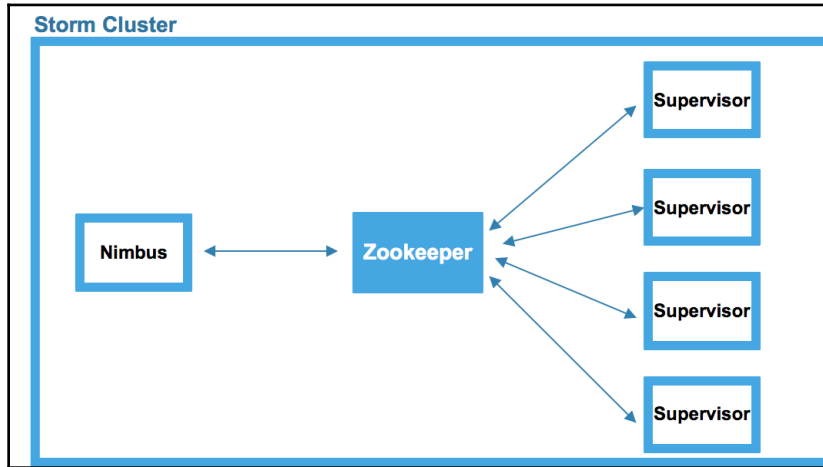 Storm Cluster
Supervisor
Supervisor
Nimbus
Zookeeper
Supervisor
Supervisor